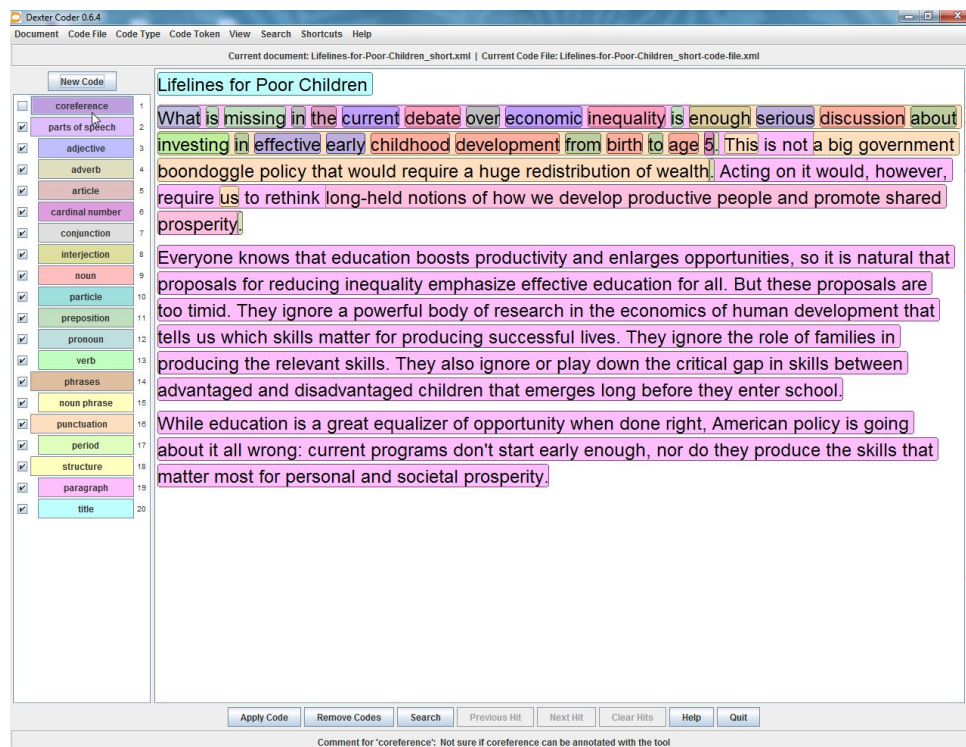 Dexter Coder 0.6.4
Document Code File Code Type Code Token View Search Shortcuts Help
Current document: Lifelines-for-Poor-Children_short.xml | Current Code File: Lifelines-for-Poor-Children_short-code-file.xml
New Code
coreference 1
parts of speech 2
adjective 3
adverb 4
article 5
cardinal number 6
conjunction 7
interjection 8
noun 9
particle 10
preposition 11
pronoun 12
verb 13
phrases 14
noun phrase 15
punctuation 16
period 17
structure 18
paragraph 19
title 20
Lifelines for Poor Children
What is missing in the current debate over economic inequality is enough serious discussion about
investing in effective early childhood development from birth to age 5. This is not a big government
boondoggle policy that would require a huge redistribution of wealth. Acting on it would, however,
require us to rethink long-held notions of how we develop productive people and promote shared
prosperity.
Everyone knows that education boosts productivity and enlarges opportunities, so it is natural that
proposals for reducing inequality emphasize effective education for all. But these proposals are
too timid. They ignore a powerful body of research in the economics of human development that
tells us which skills matter for producing successful lives. They ignore the role of families in
producing the relevant skills. They also ignore or play down the critical gap in skills between
advantaged and disadvantaged children that emerges long before they enter school.
While education is a great equalizer of opportunity when done right, American policy is going
about it all wrong: current programs don't start early enough, nor do they produce the skills that
matter most for personal and societal prosperity.
Apply Code Remove Codes Search Previous Hit Next Hit Clear Hits Help Quit
Comment for 'coreference': Not sure if coreference can be annotated with the tool